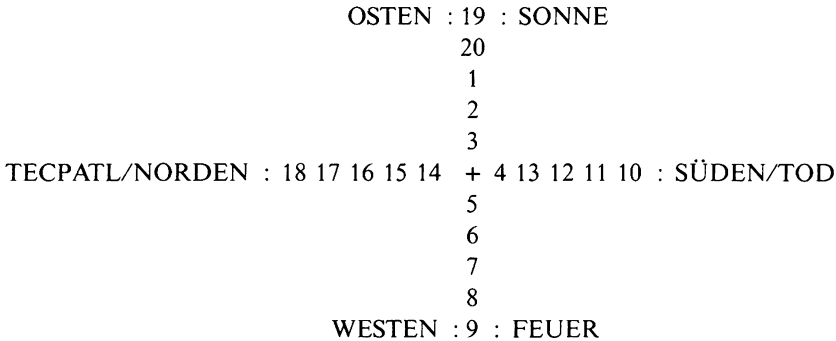 OSTEN : 19 : SONNE
20
1
2
3
TECPATL/NORDEN : 18 17 16 15 14 + 4 13 12 11 10 : SÜDEN/TOD
5
6
7
8
WESTEN : 9 : FEUER